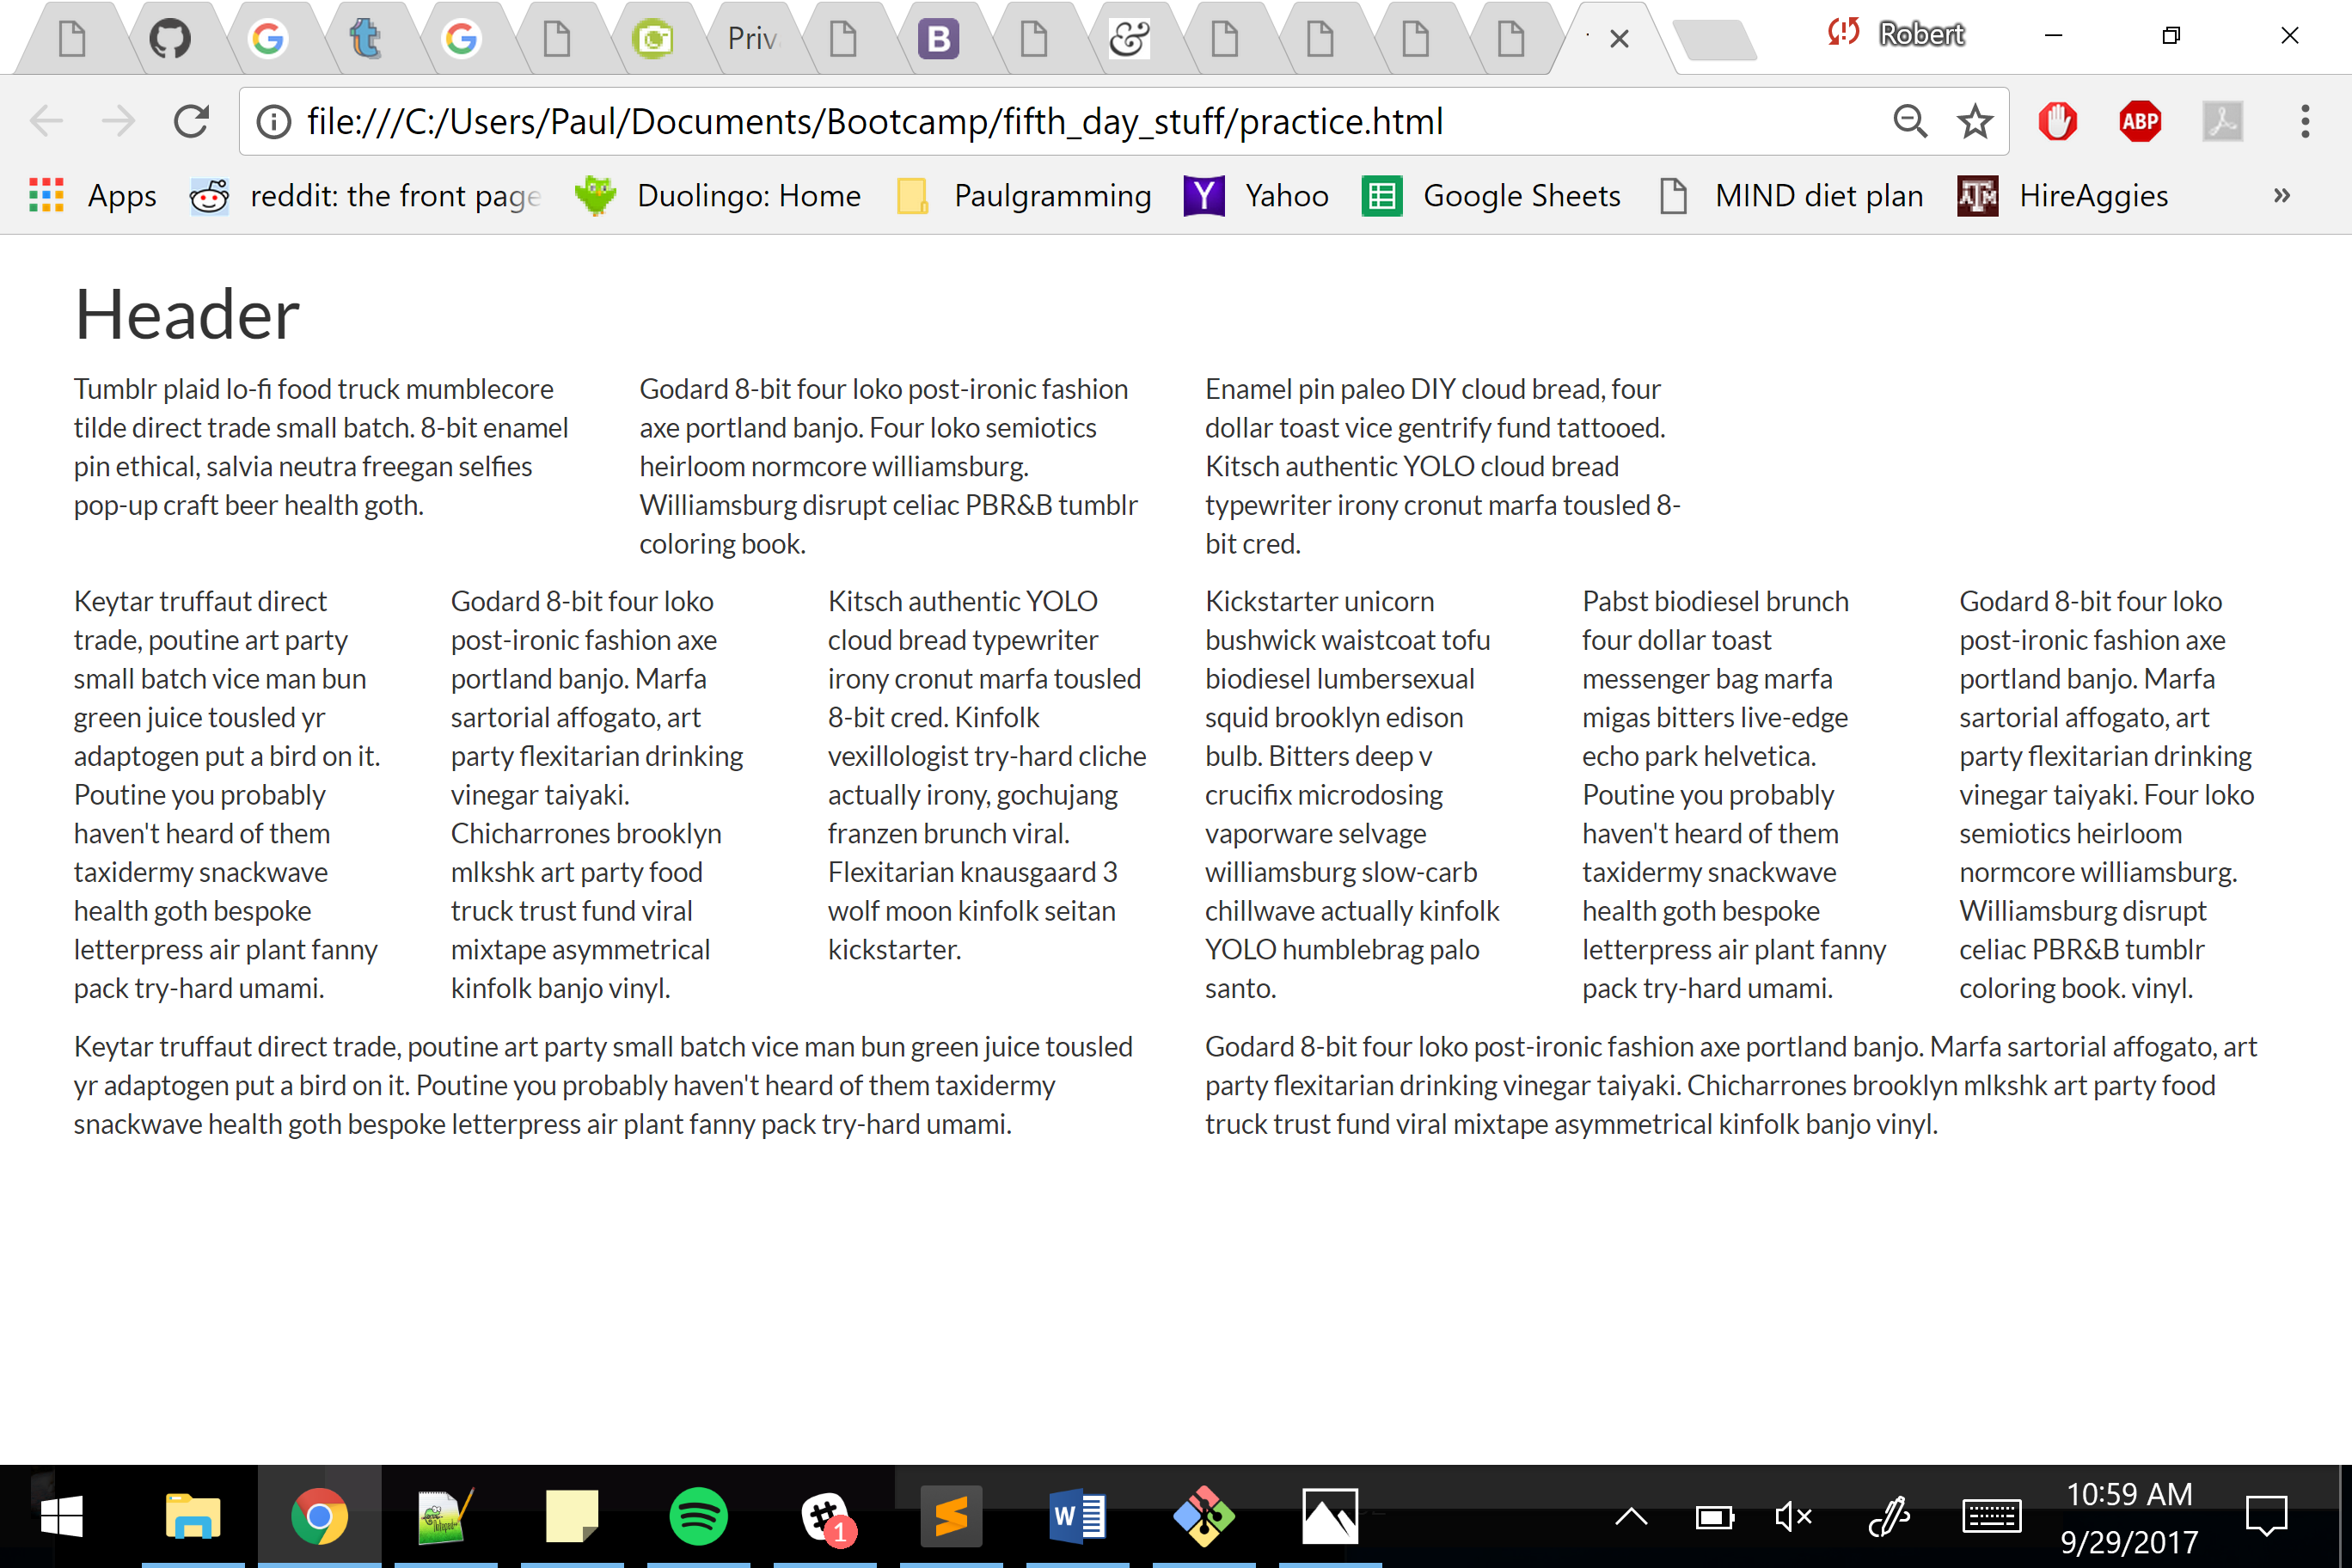 Priv
Robert
file:///C:/Users/Paul/Documents/Bootcamp/fifth_day_stuff/practice.html
ABP
Apps
reddit: the front page
Duolingo: Home
Paulgramming
Yahoo
Google Sheets
MIND diet plan
HireAggies
»
Header
Tumblr plaid lo-fi food truck mumblecore
tilde direct trade small batch. 8-bit enamel
pin ethical, salvia neutra freegan selfies
pop-up craft beer health goth.
Godard 8-bit four loko post-ironic fashion
axe portland banjo. Four loko semiotics
heirloom normcore williamsburg.
Williamsburg disrupt celiac PBR&B tumblr
coloring book.
Enamel pin paleo DIY cloud bread, four
dollar toast vice gentrify fund tattooed.
Kitsch authentic YOLO cloud bread
typewriter irony cronut marfa tousled 8-
bit cred.
Keytar truffaut direct
trade, poutine art party
small batch vice man bun
green juice tousled yr
adaptogen put a bird on it.
Poutine you probably
haven't heard of them
taxidermy snackwave
health goth bespoke
letterpress air plant fanny
pack try-hard umami.
Godard 8-bit four loko
post-ironic fashion axe
portland banjo. Marfa
sartorial affogato, art
party flexitarian drinking
vinegar taiyaki.
Chicharrones brooklyn
mlkshk art party food
truck trust fund viral
mixtape asymmetrical
kinfolk banjo vinyl.
Kitsch authentic YOLO
cloud bread typewriter
irony cronut marfa tousled
8-bit cred. Kinfolk
vexillologist try-hard cliche
actually irony, gochujang
franzen brunch viral.
Flexitarian knausgaard 3
wolf moon kinfolk seitan
kickstarter.
Kickstarter unicorn
bushwick waistcoat tofu
biodiesel lumbersexual
squid brooklyn edison
bulb. Bitters deep v
crucifix microdosing
vaporware selvage
williamsburg slow-carb
chillwave actually kinfolk
YOLO humblebrag palo
santo.
Pabst biodiesel brunch
four dollar toast
messenger bag marfa
migas bitters live-edge
echo park helvetica.
Poutine you probably
haven't heard of them
taxidermy snackwave
health goth bespoke
letterpress air plant fanny
pack try-hard umami.
Godard 8-bit four loko
post-ironic fashion axe
portland banjo. Marfa
sartorial affogato, art
party flexitarian drinking
vinegar taiyaki. Four loko
semiotics heirloom
normcore williamsburg.
Williamsburg disrupt
celiac PBR&B tumblr
coloring book. vinyl.
Keytar truffaut direct trade, poutine art party small batch vice man bun green juice tousled
yr adaptogen put a bird on it. Poutine you probably haven't heard of them taxidermy
snackwave health goth bespoke letterpress air plant fanny pack try-hard umami.
Godard 8-bit four loko post-ironic fashion axe portland banjo. Marfa sartorial affogato, art
party flexitarian drinking vinegar taiyaki. Chicharrones brooklyn mlkshk art party food
truck trust fund viral mixtape asymmetrical kinfolk banjo vinyl.
1
10:59 AM
9/29/2017